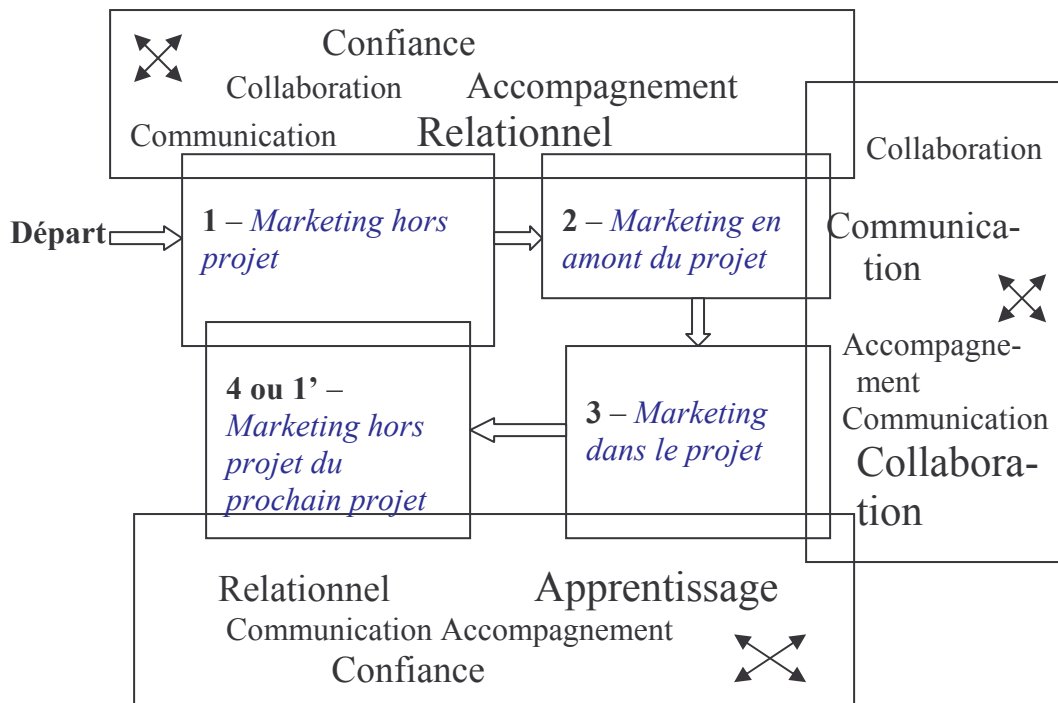 Confiance
Collaboration Accompagnement
Communication Relationnel
Collaboration
Départ
1 – Marketing hors
projet
2 – Marketing en
amont du projet
Communica-
tion
4 ou 1’ –
Marketing hors
projet du
prochain projet
3 – Marketing
dans le projet
Accompagne-
ment
Communication
Collabora-
tion
Relationnel Apprentissage
Communication Accompagnement
Confiance